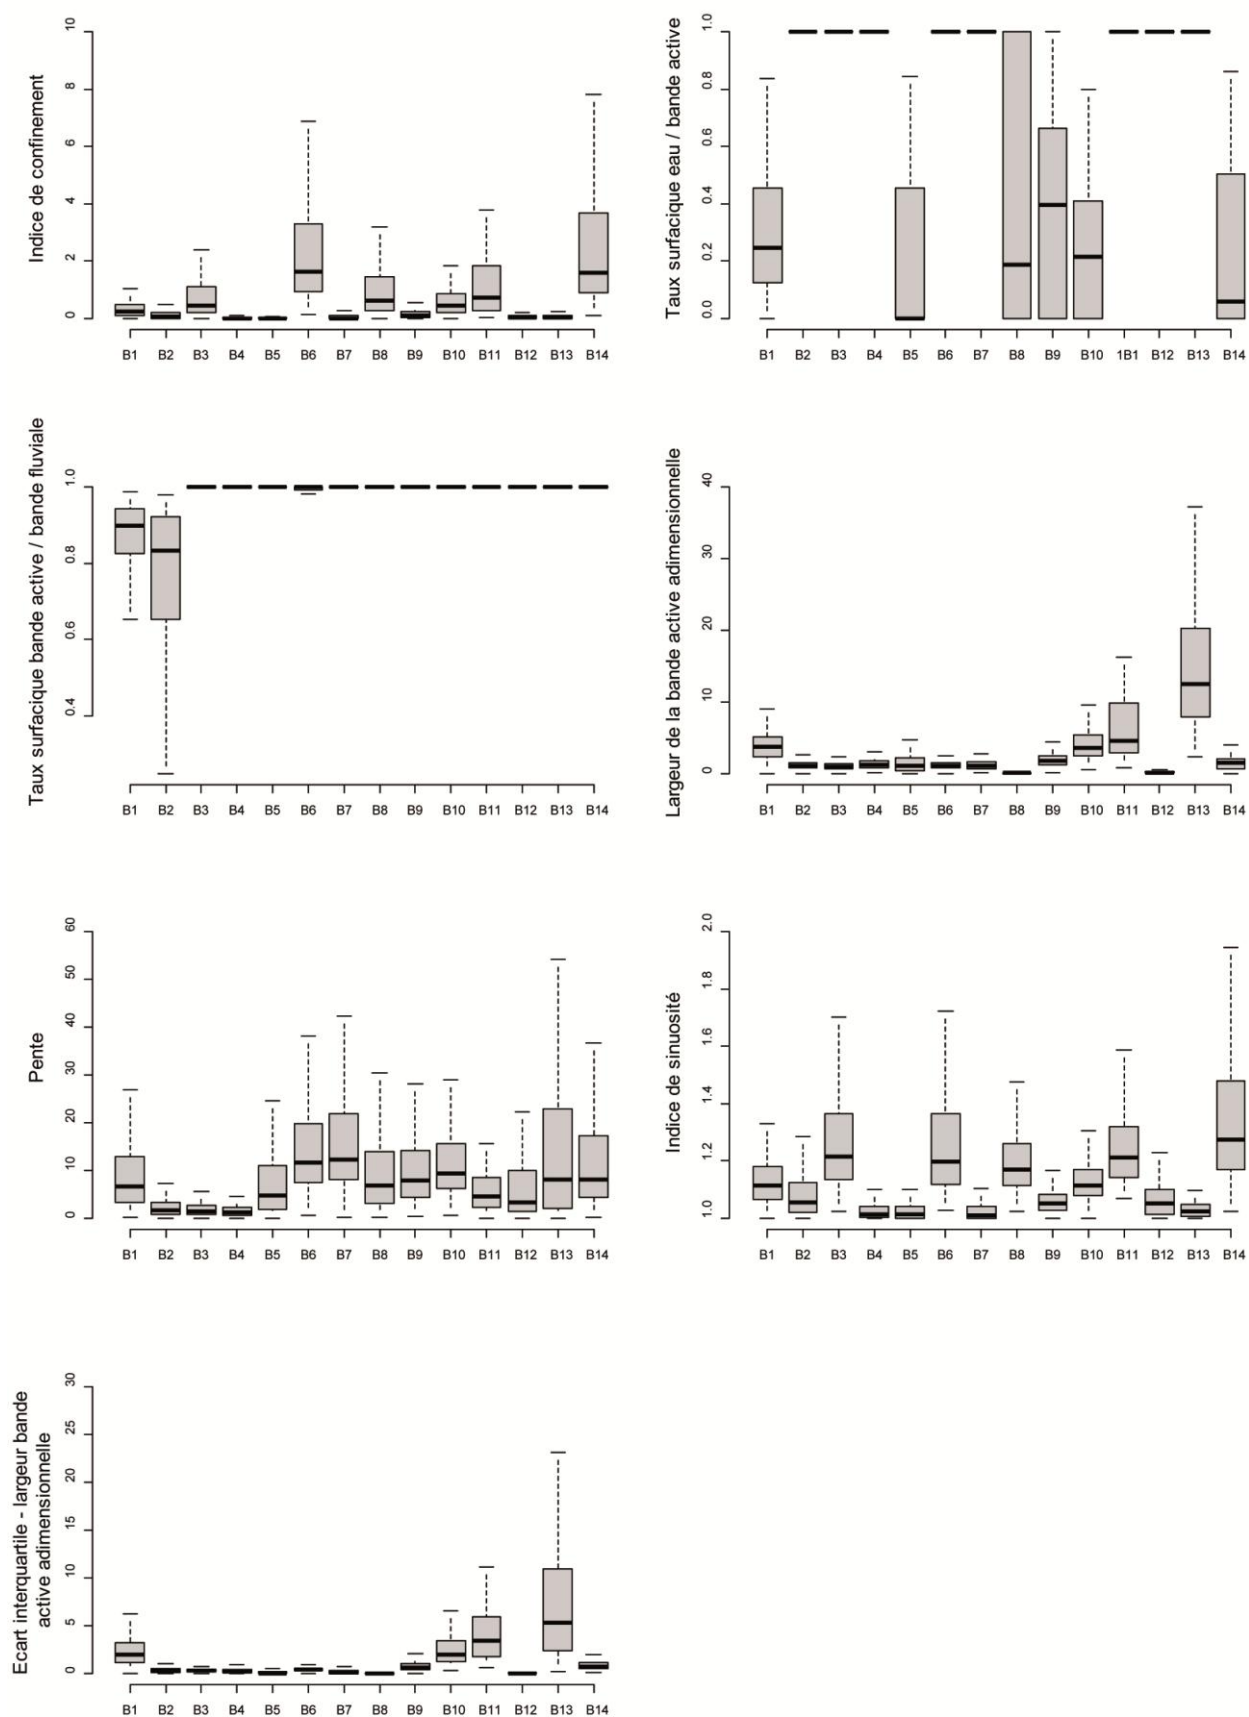 Indice de confinement
10
8
6
4
2
0
B1 B2 B3 B4 B5 B6 B7 B8 B9 B10 B11 B12 B13 B14
Taux surfacique eau / bande active
1.0
0.8
0.6
0.4
0.2
0.0
B1 B2 B3 B4 B5 B6 B7 B8 B9 B10 1B1 B12 B13 B14
Taux surfacique bande active / bande fluviale
1.0
0.8
0.6
0.4
B1 B2 B3 B4 B5 B6 B7 B8 B9 B10 B11 B12 B13 B14
Largeur de la bande active adimensionnelle
40
30
20
10
0
B1 B2 B3 B4 B5 B6 B7 B8 B9 B10 B11 B12 B13 B14
Pente
60
50
40
30
20
10
0
B1 B2 B3 B4 B5 B6 B7 B8 B9 B10 B11 B12 B13 B14
Indice de sinuosité
2.0
1.8
1.6
1.4
1.2
1.0
B1 B2 B3 B4 B5 B6 B7 B8 B9 B10 B11 B12 B13 B14
Ecart interquartile - largeur bande
active adimensionnelle
30
25
20
15
10
5
0
B1 B2 B3 B4 B5 B6 B7 B8 B9 B10 B11 B12 B13 B14